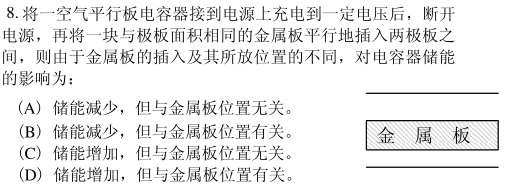 8. 将一空气平行板电容器接到电源上充电到一定电压后，断开
电源，再将一块与极板面积相同的金属板平行地插入两极板之
间，则由于金属板的插入及其所放位置的不同，对电容器储能
的影响为：
(A) 储能减少，但与金属板位置无关。
(B) 储能减少，但与金属板位置有关。
(C) 储能增加，但与金属板位置无关。
(D) 储能增加，但与金属板位置有关。
金 属 板